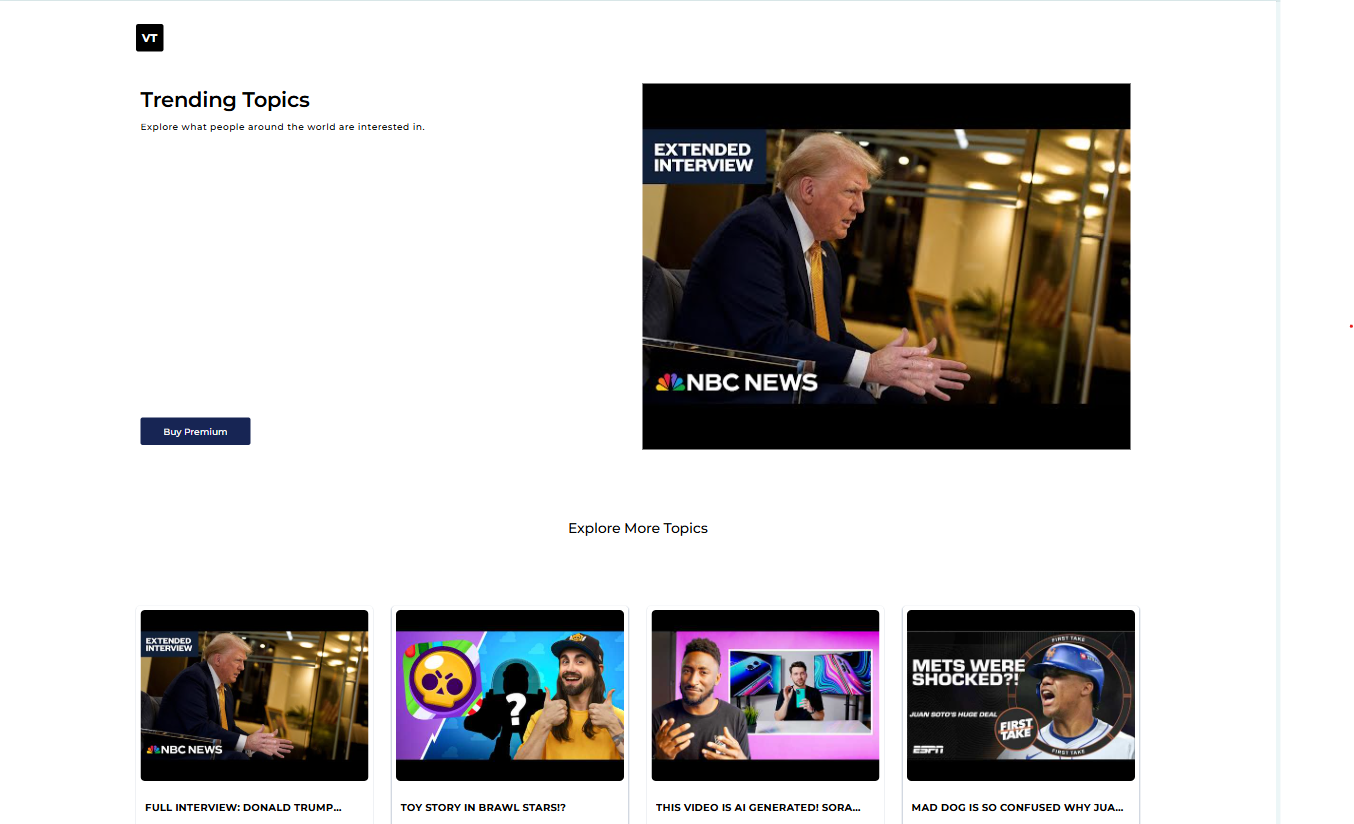 VT
Trending Topics
Explore what people around the world are interested in.
EXTENDED
INTERVIEW
NBC NEWS
Buy Premium
Explore More Topics
EXTENDED
INTERVIEW
NBC NEWS
FULL INTERVIEW: DONALD TRUMP...
?
TOY STORY IN BRAWL STARS!?
THIS VIDEO IS AI GENERATED! SORA...
FIRST TAKE
METS WERE
SHOCKED?!
JUAN SOTO'S HUGE DEAL
FIRST
TAKE
ESPN
FIRST TAKE
MAD DOG IS SO CONFUSED WHY JUA...